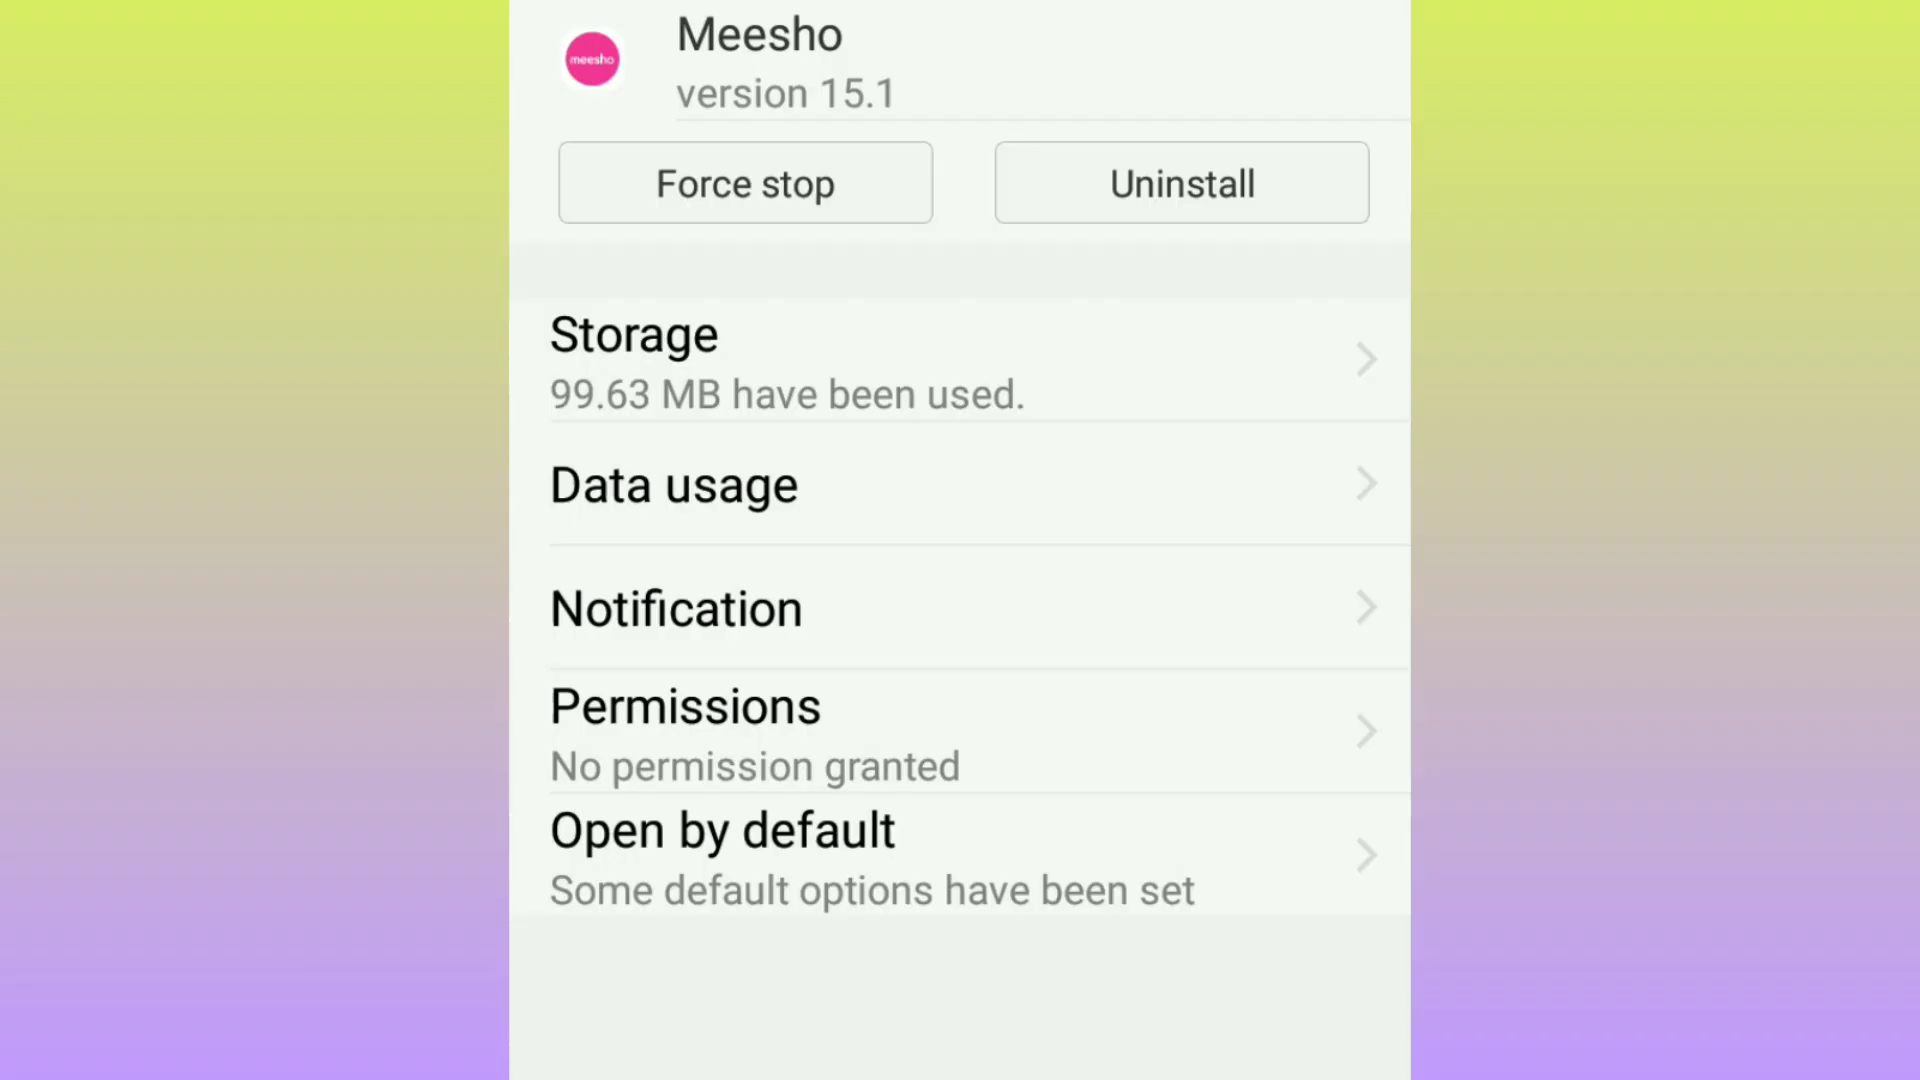 Meesho
meesho
version 15.1
Force stop
Uninstall
Storage
99.63 MB have been used.
Data usage
Notification
Permissions
No permission granted
Open by default
Some default options have been set